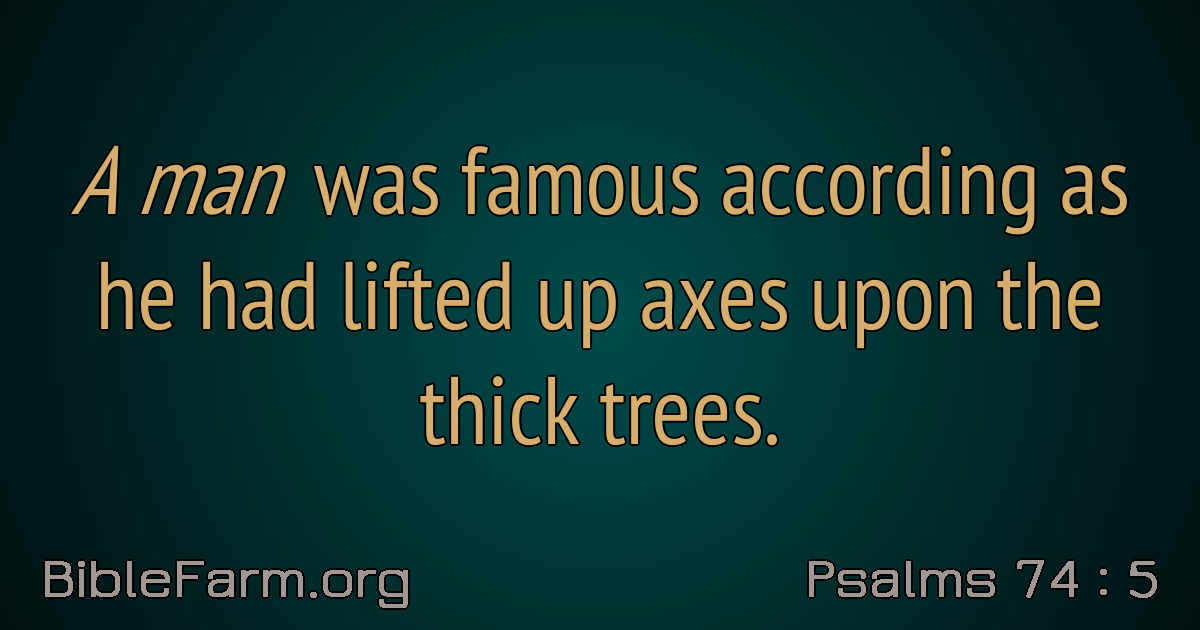 A man was famous according as
he had lifted up axes upon the
thick trees.
BibleFarm.org
Psalms 74 : 5